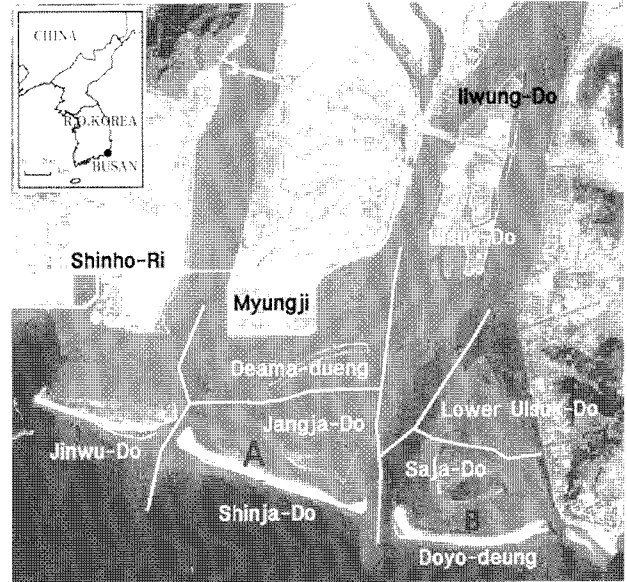 CHINA
R.O.KOREA
BUSAN
Ilwung-Do
Shinho-Ri
Myungji
Deama-dueng
Lower Ulsuk-Do
Jangja-Do
Jinwu-Do
A
Saja-Do
Shinja-Do
B
Doyo-deung